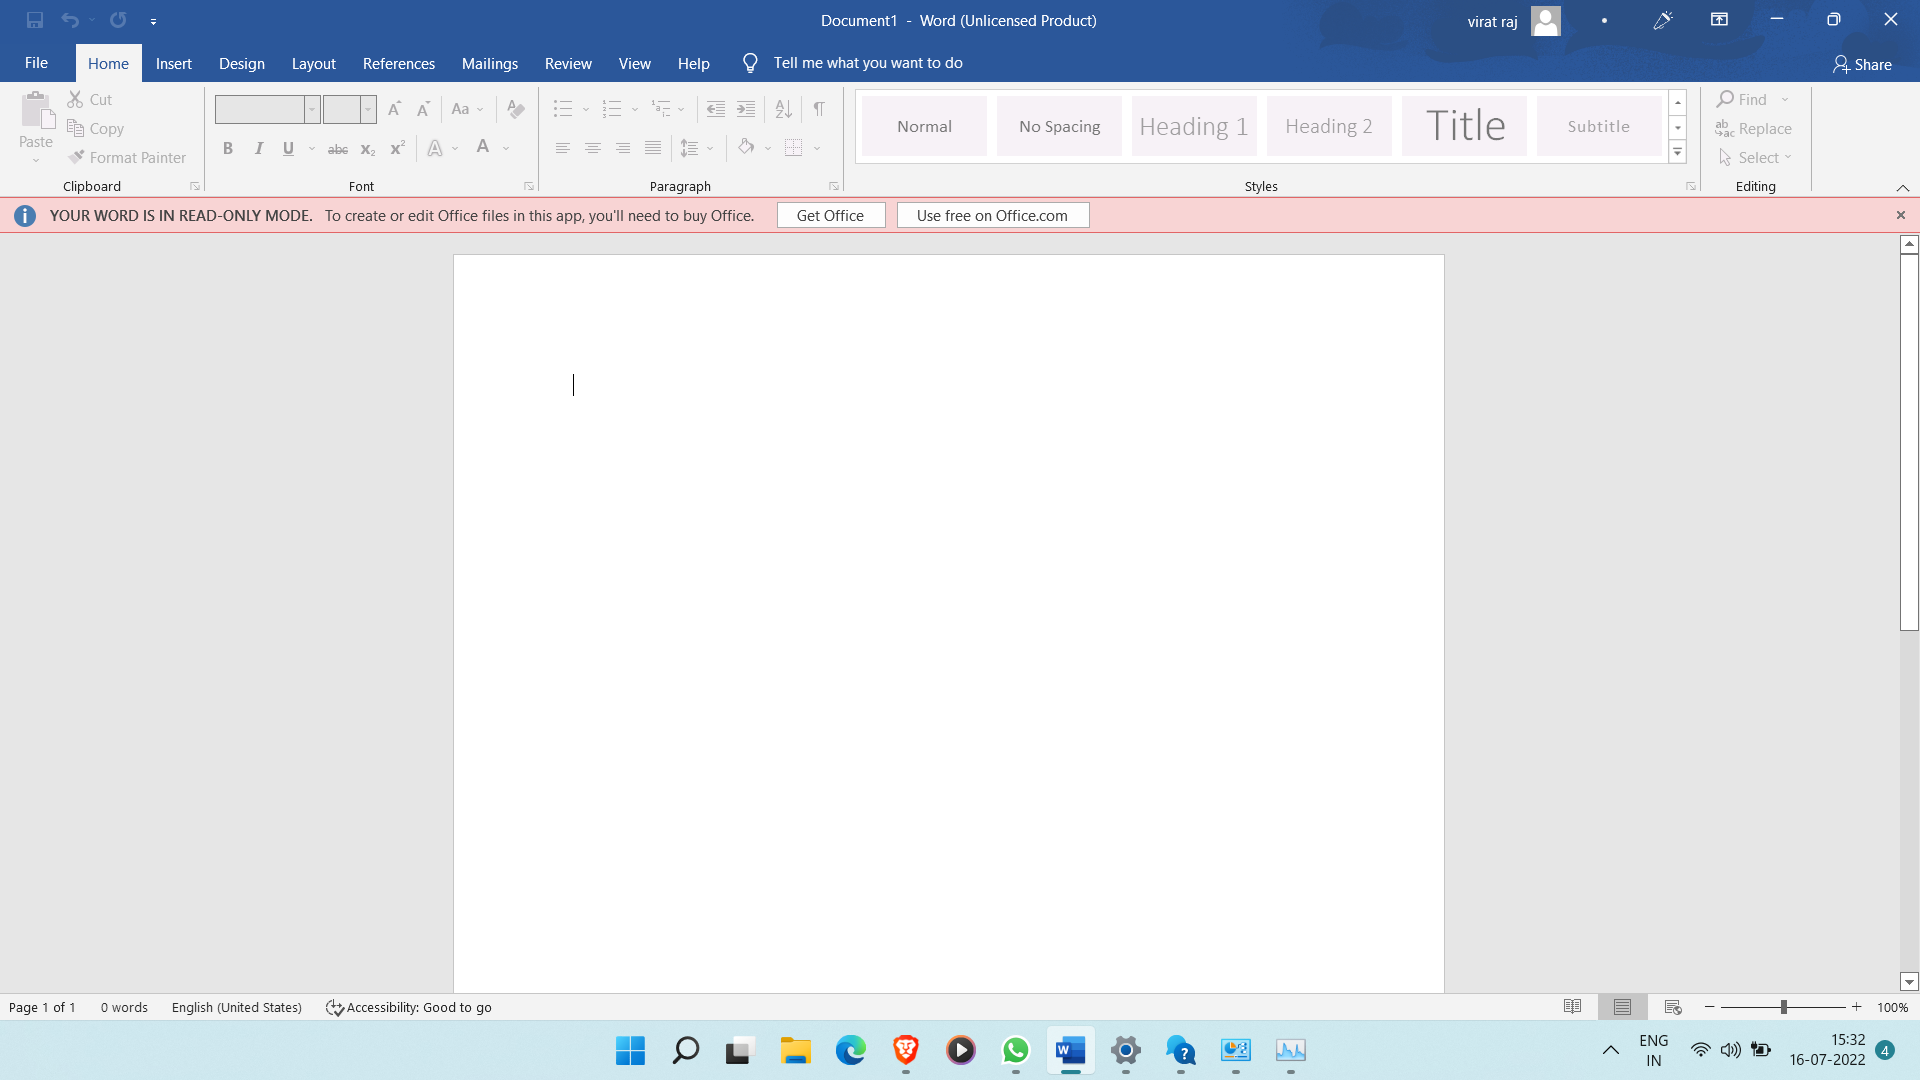 Document1 - Word (Unlicensed Product)
virat raj
File Home Insert Design Layout References Mailings Review View Help Tell me what you want to do
Share
Paste
Cut
Copy
Format Painter
Clipboard
Aa
B I U abc x₂ x² A A
Font
Paragraph
Normal No Spacing Heading 1 Heading 2 Title Subtitle
Styles
Find
Replace
Select
Editing
YOUR WORD IS IN READ-ONLY MODE. To create or edit Office files in this app, you'll need to buy Office. Get Office Use free on Office.com
Page 1 of 1 0 words English (United States) Accessibility: Good to go
100%
ENG
IN
15:32
16-07-2022
4